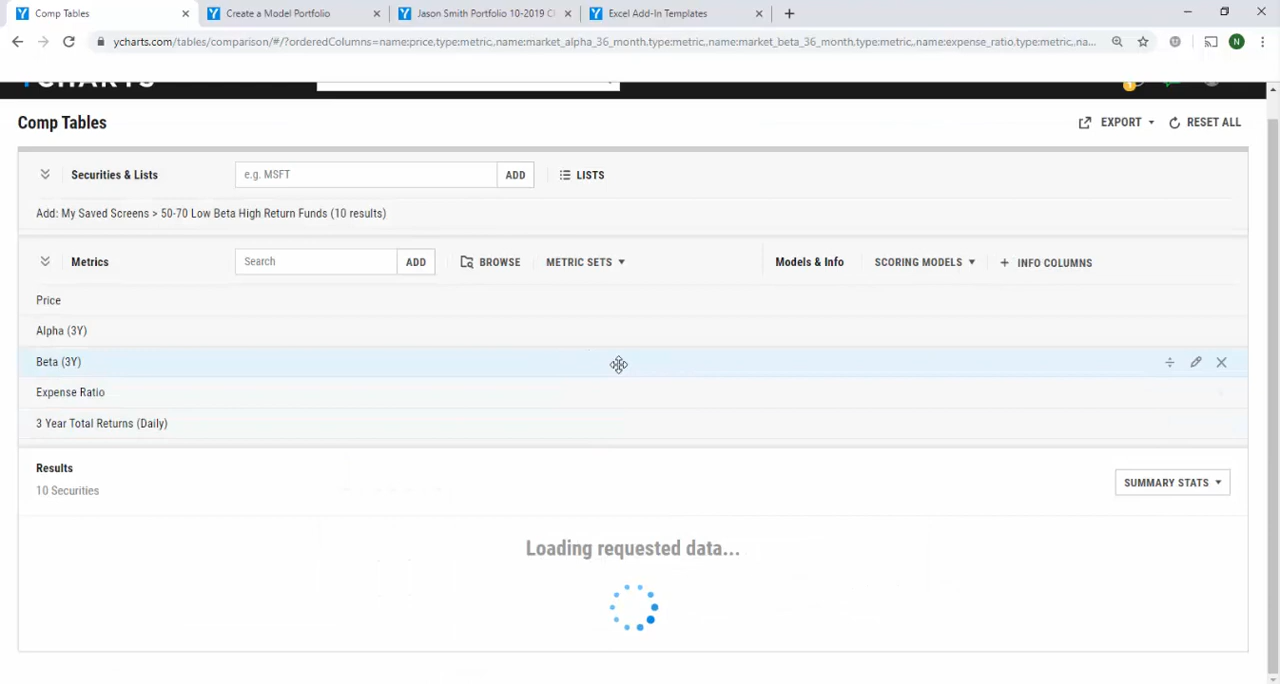 Comp Tables
Create a Model Portfolio
Jason Smith Portfolio 10-2019 C
Excel Add-In Templates
ycharts.com/tables/comparison/#/?orderedColumns=name:price.type:metric,,name:market_alpha_36_month.type:metric,,name:market_beta_36_month.type:metric,,name:expense_ratio.type:metric,,na...
N
YCHARTS
1
Comp Tables
EXPORT
RESET ALL
Securities & Lists
e.g. MSFT
ADD
LISTS
Add: My Saved Screens > 50-70 Low Beta High Return Funds (10 results)
Metrics
Search
ADD
BROWSE
METRIC SETS
Models & Info
SCORING MODELS
+ INFO COLUMNS
Price
Alpha (3Y)
Beta (3Y)
Expense Ratio
3 Year Total Returns (Daily)
Results
10 Securities
SUMMARY STATS
Loading requested data...